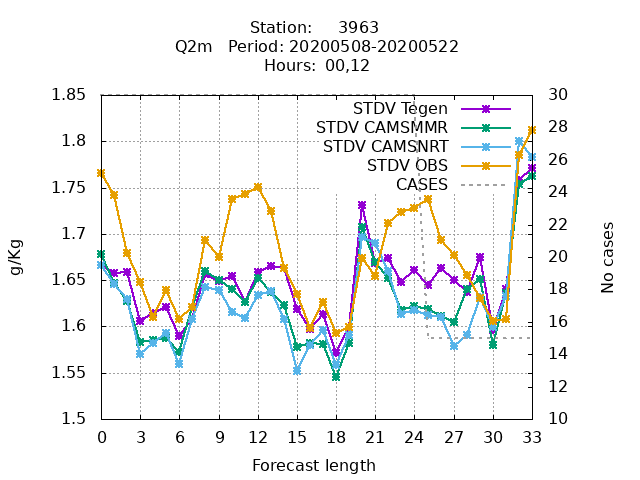 Station: 3963
Q2m Period: 20200508-20200522
Hours: 00,12
STDV Tegen
STDV CAMSMMR
STDV CAMSNRT
STDV OBS
CASES
1.85
1.8
1.75
1.7
1.65
1.6
1.55
1.5
30
28
26
24
22
20
18
16
14
12
10
0 3 6 9 12 15 18 21 24 27 30 33
g/Kg
No cases
Forecast length